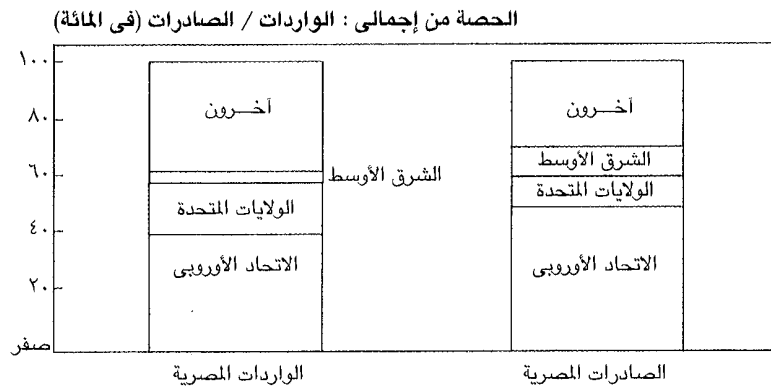 الحصة من إجمالى : الواردات / الصادرات (فى المائة)
١٠٠
٨٠
٦٠
٤٠
٢٠
صفر
آخـــرون
الشرق الأوسط
الولايات المتحدة
الاتحاد الأوروبى
الصادرات المصرية
آخـــرون
الشرق الأوسط
الولايات المتحدة
الاتحاد الأوروبى
الواردات المصرية